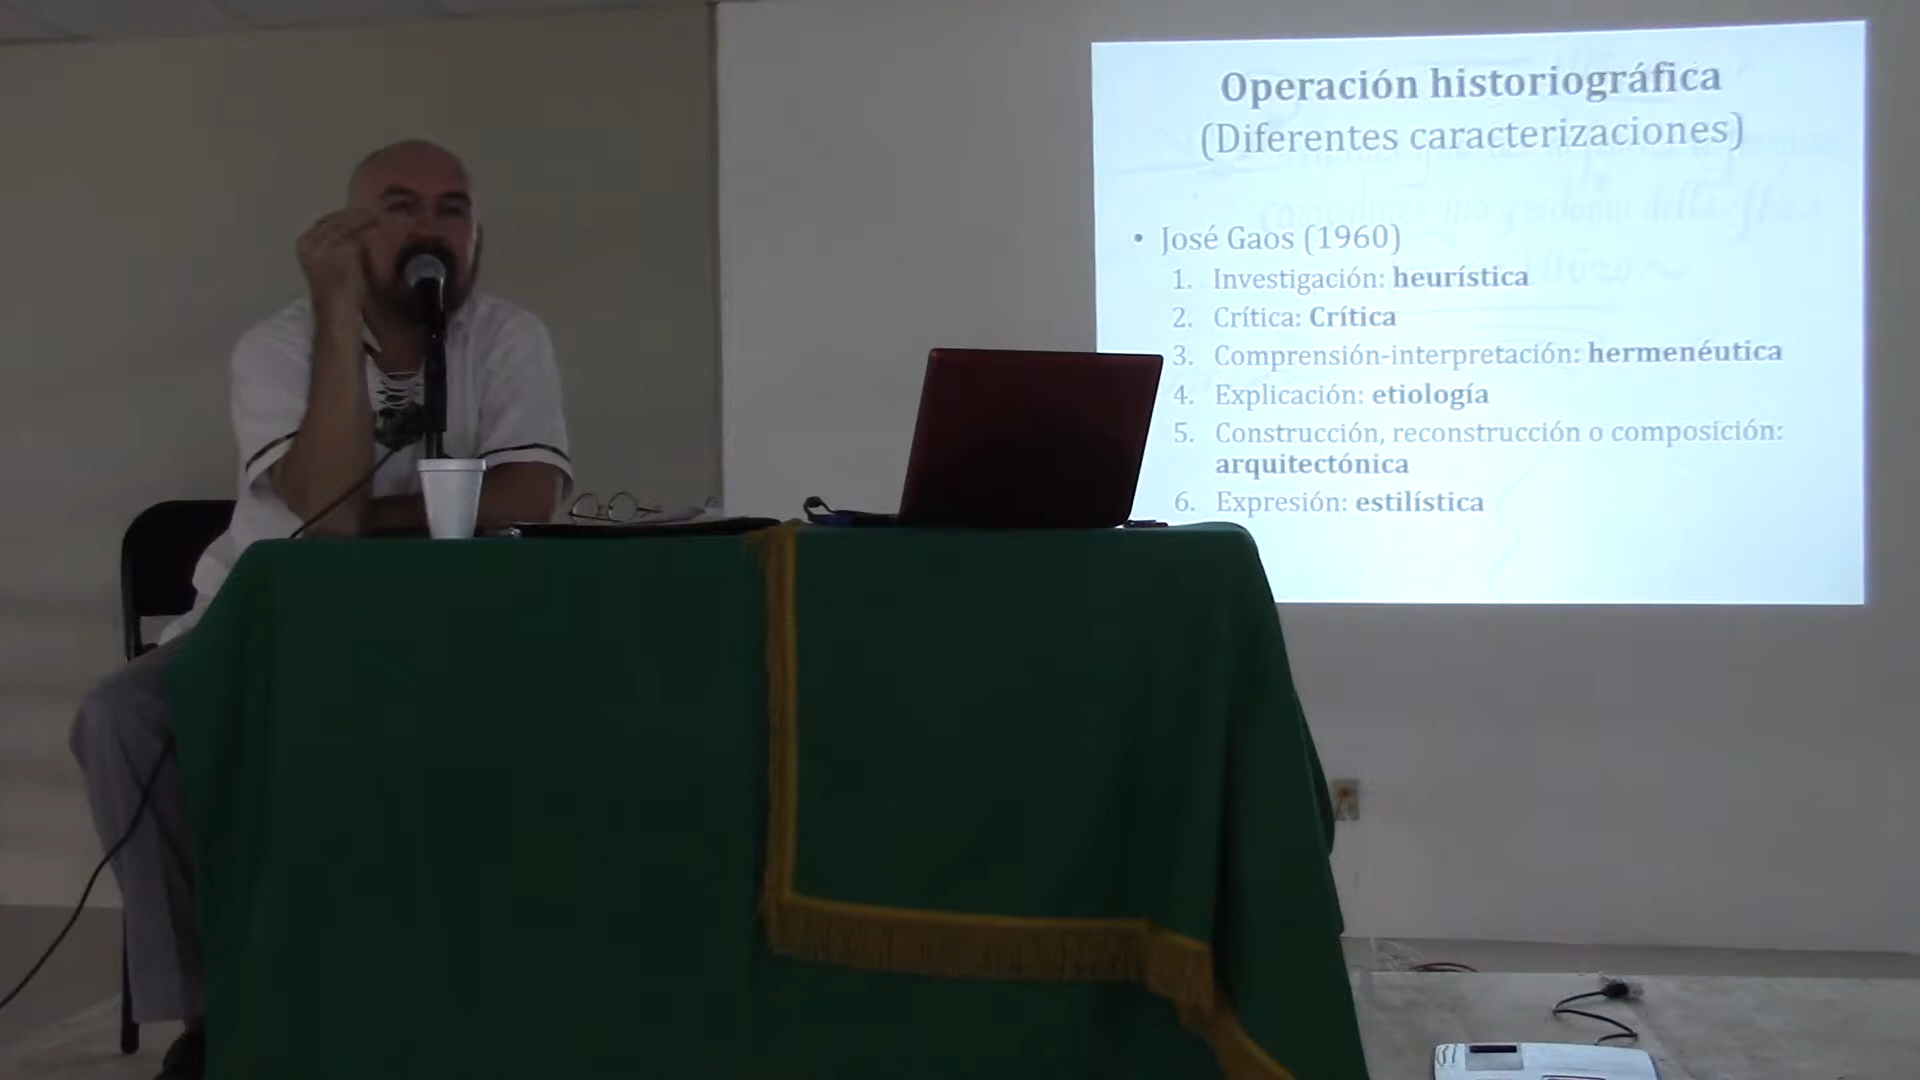 Operación historiográfica
(Diferentes caracterizaciones)
• José Gaos (1960)
1. Investigación: heurística
2. Crítica: Crítica
3. Comprensión-interpretación: hermenéutica
4. Explicación: etiología
5. Construcción, reconstrucción o composición:
arquitectónica
6. Expresión: estilística